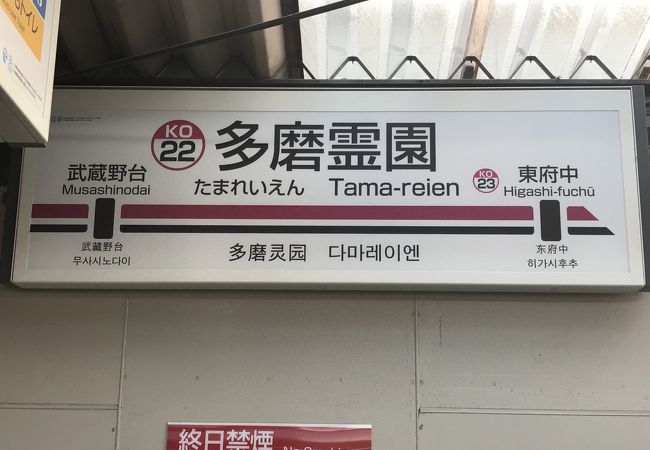 KO
22
多磨霊園
たまれいえん Tama-reien
武蔵野台
Musashinodai
KO
23
東府中
Higashi-fuchū
武蔵野台
무사시노다이
多磨灵园 다마레이엔
东府中
히가시후추
終日禁煙